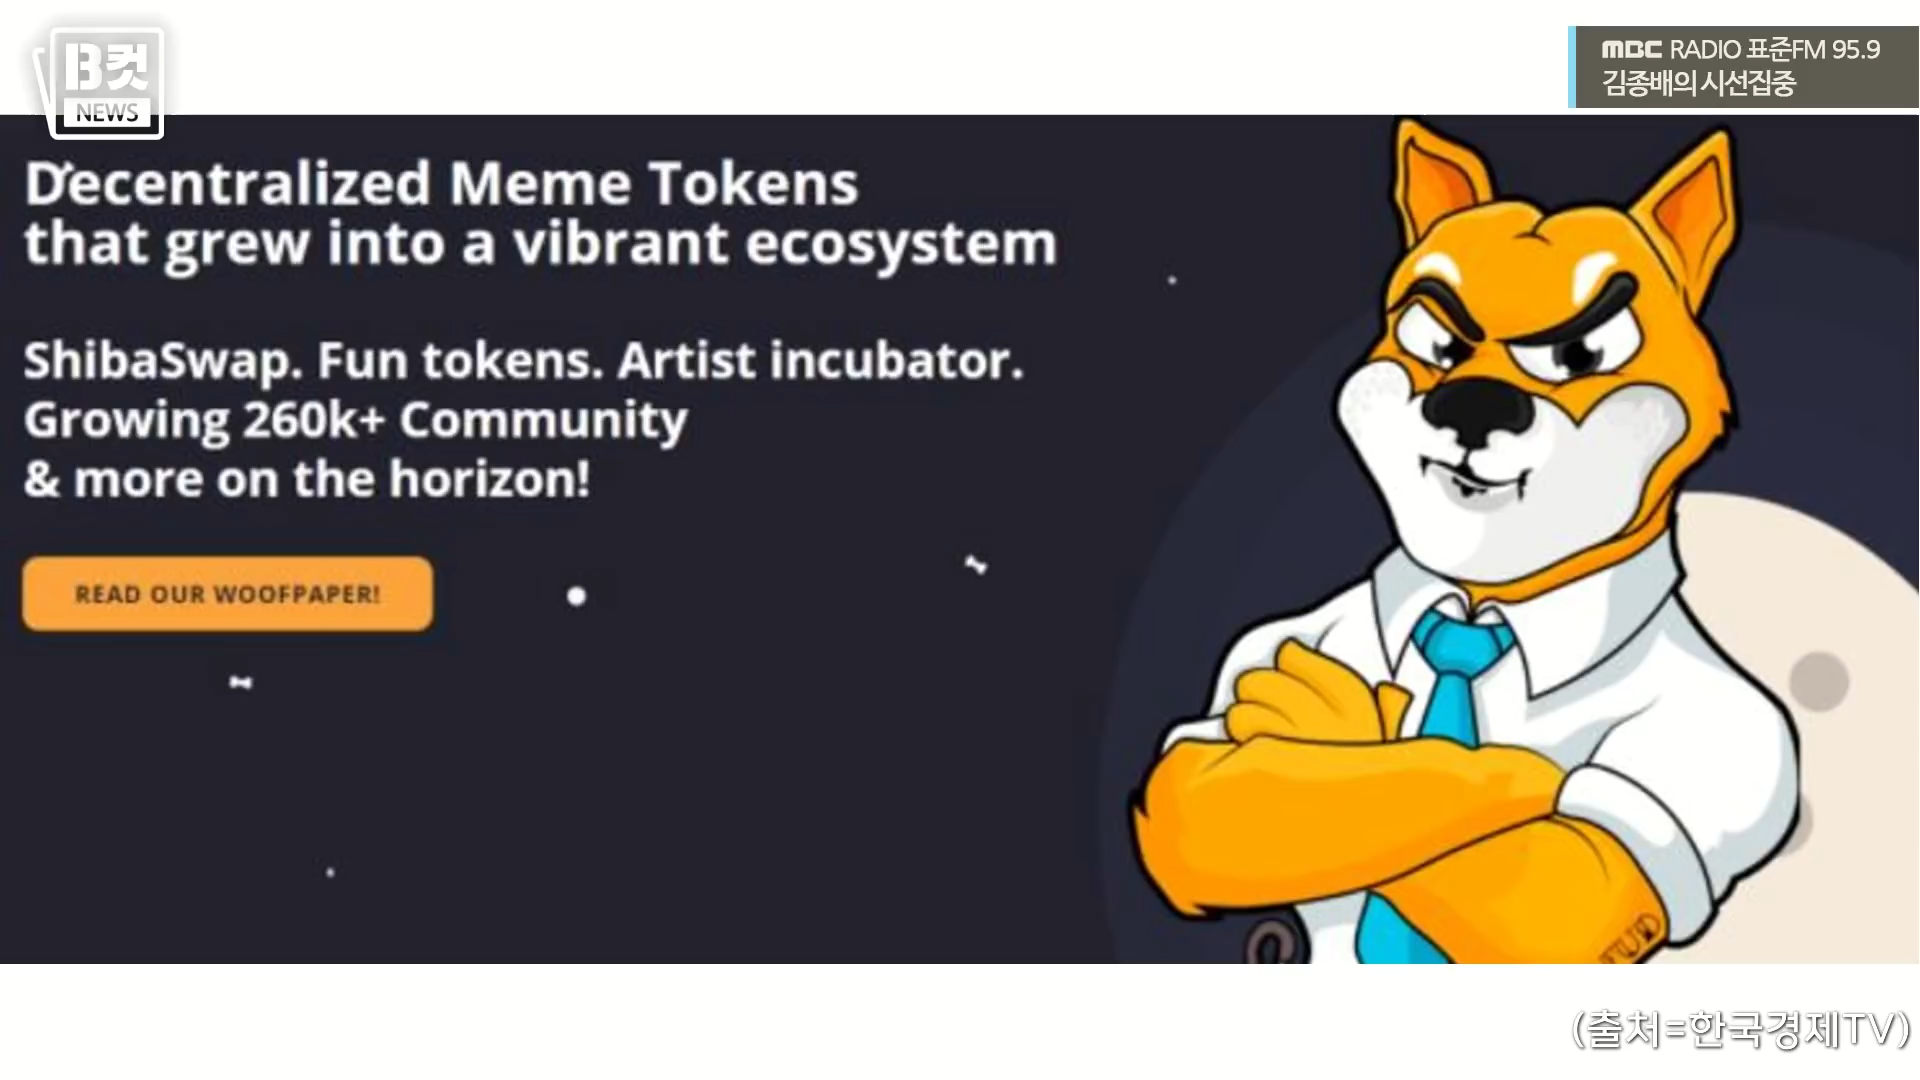 B컷
NEWS
MBC RADIO 표준FM 95.9
김종배의 시선집중
Decentralized Meme Tokens
that grew into a vibrant ecosystem
ShibaSwap. Fun tokens. Artist incubator.
Growing 260k+ Community
& more on the horizon!
READ OUR WOOFPAPER!
FUD
(출처=한국경제TV)